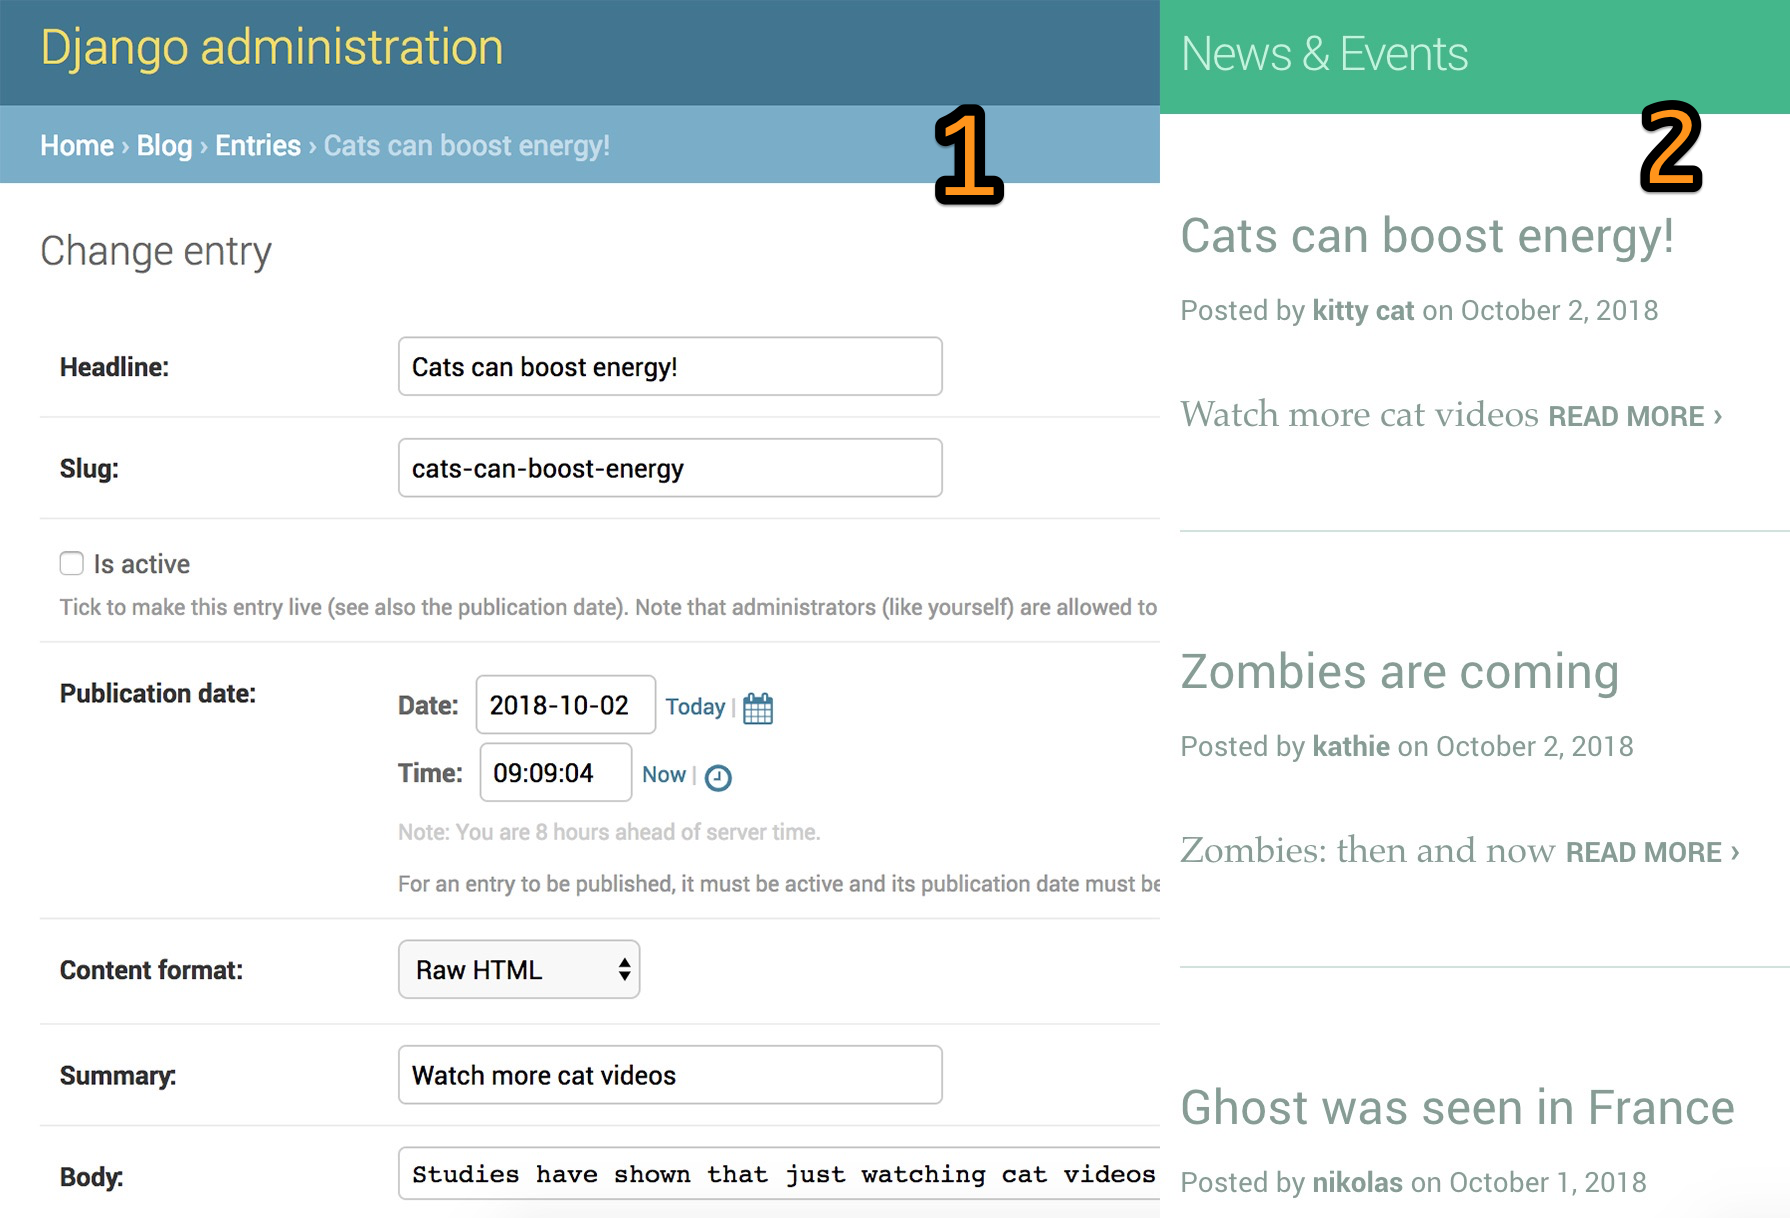 Django administration
Home › Blog › Entries › Cats can boost energy!
1
Change entry
Headline:
Cats can boost energy!
Slug:
cats-can-boost-energy
Is active
Tick to make this entry live (see also the publication date). Note that administrators (like yourself) are allowed to
Publication date:
Date: 2018-10-02 Today |
Time: 09:09:04 Now |
Note: You are 8 hours ahead of server time.
For an entry to be published, it must be active and its publication date must be
Content format:
Raw HTML
Summary:
Watch more cat videos
Body:
Studies have shown that just watching cat videos
News & Events
2
Cats can boost energy!
Posted by kitty cat on October 2, 2018
Watch more cat videos READ MORE ›
Zombies are coming
Posted by kathie on October 2, 2018
Zombies: then and now READ MORE ›
Ghost was seen in France
Posted by nikolas on October 1, 2018